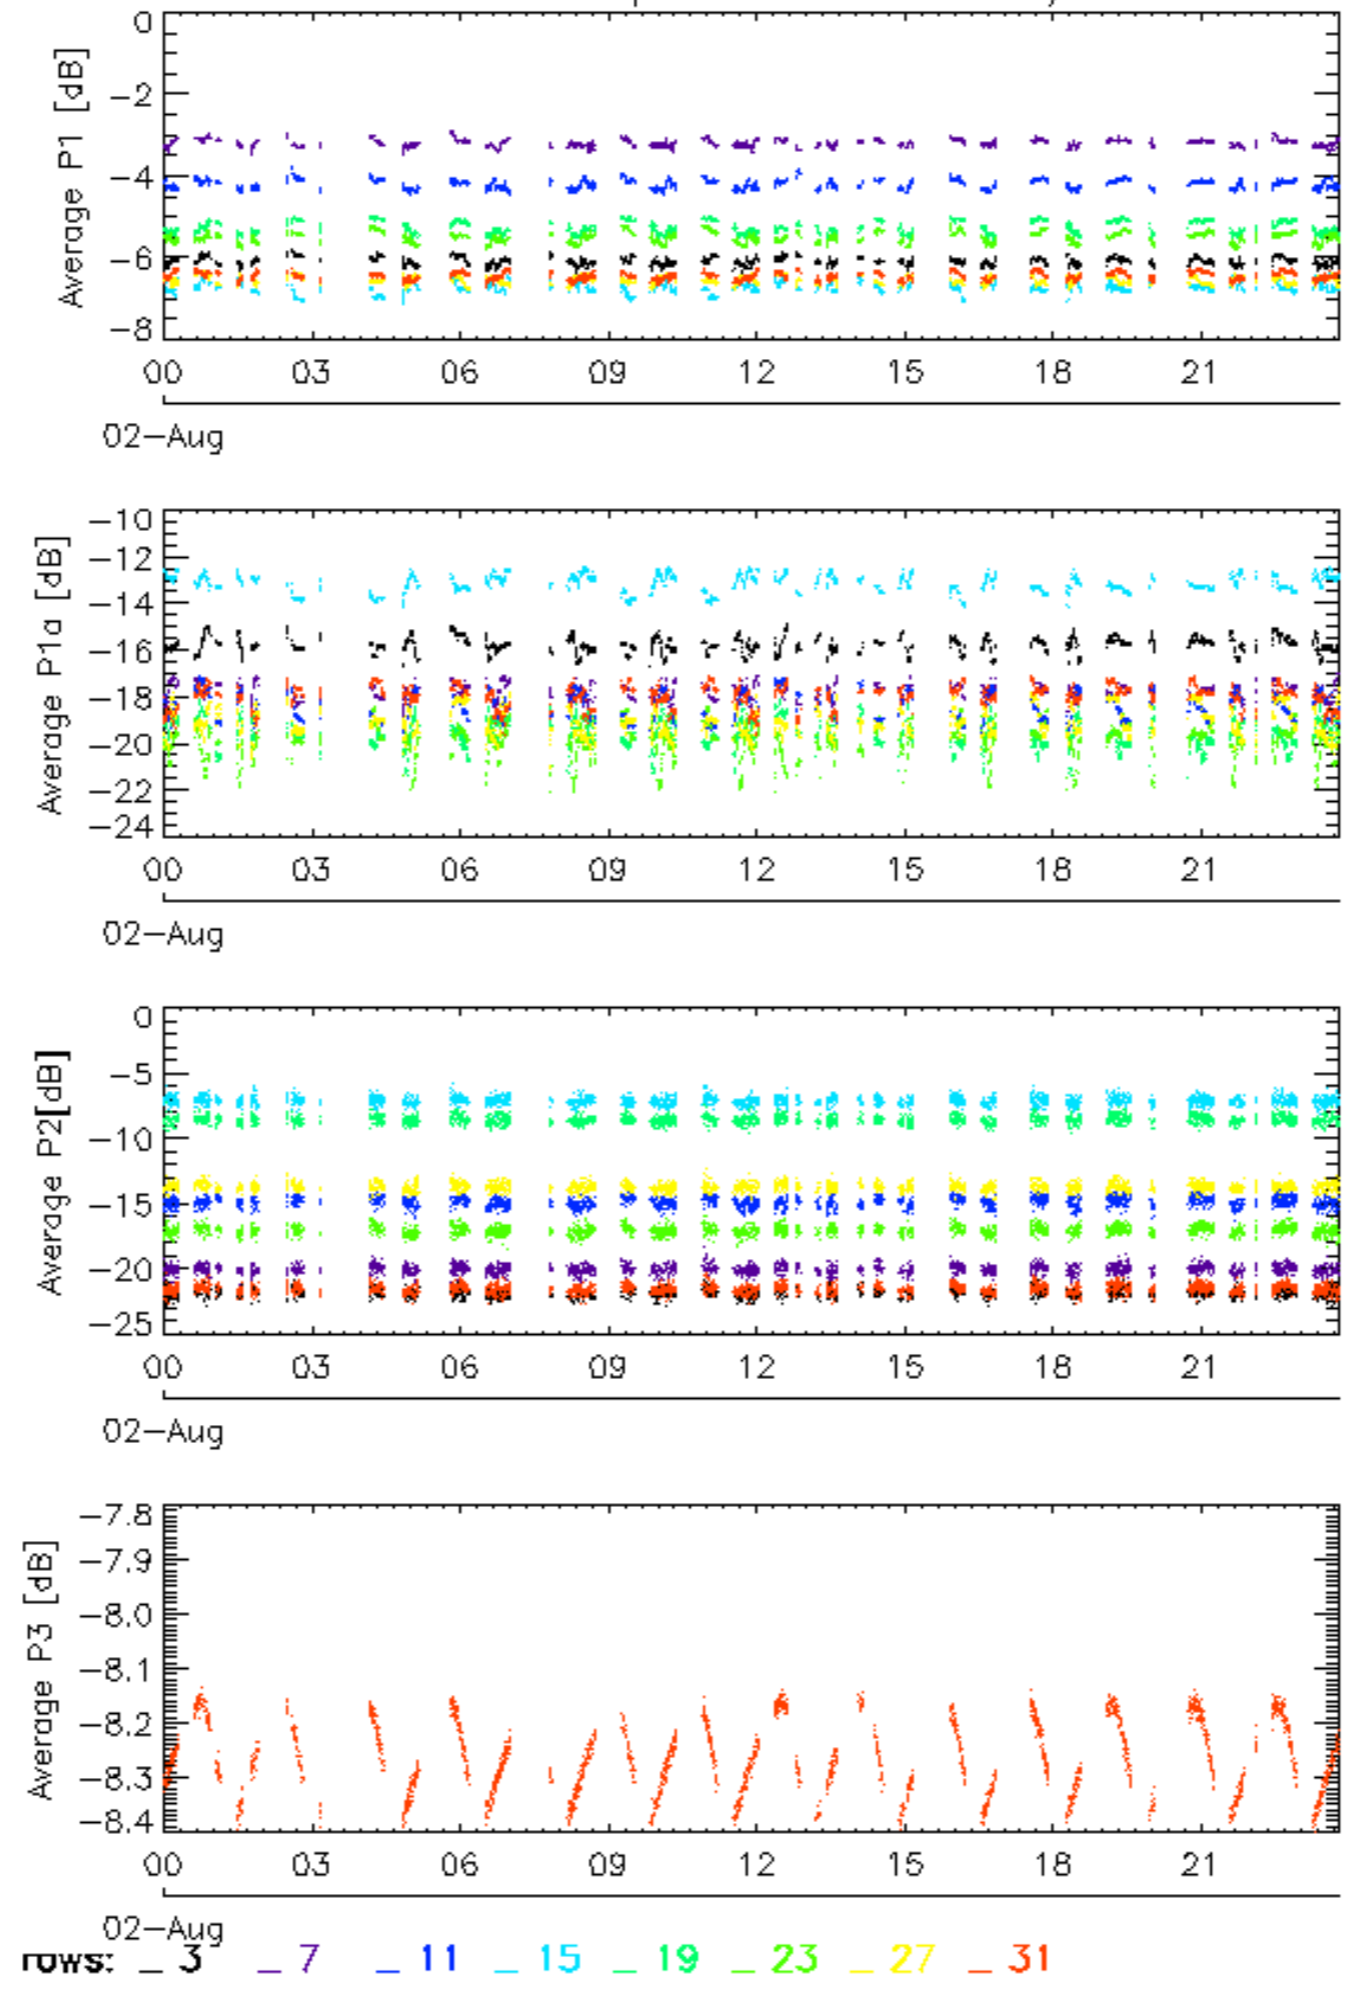 Average P1 [dB]
0
−2
−4
−6
−8
00 03 06 09 12 15 18 21
02−Aug
Average P1a [dB]
−10
−12
−14
−16
−18
−20
−22
−24
00 03 06 09 12 15 18 21
02−Aug
Average P2[dB]
0
−5
−10
−15
−20
−25
00 03 06 09 12 15 18 21
02−Aug
Average P3 [dB]
−7.8
−7.9
−8.0
−8.1
−8.2
−8.3
−8.4
00 03 06 09 12 15 18 21
02−Aug
rows: _ 3 _ 7 _ 11 _ 15 _ 19 _ 23 _ 27 _ 31